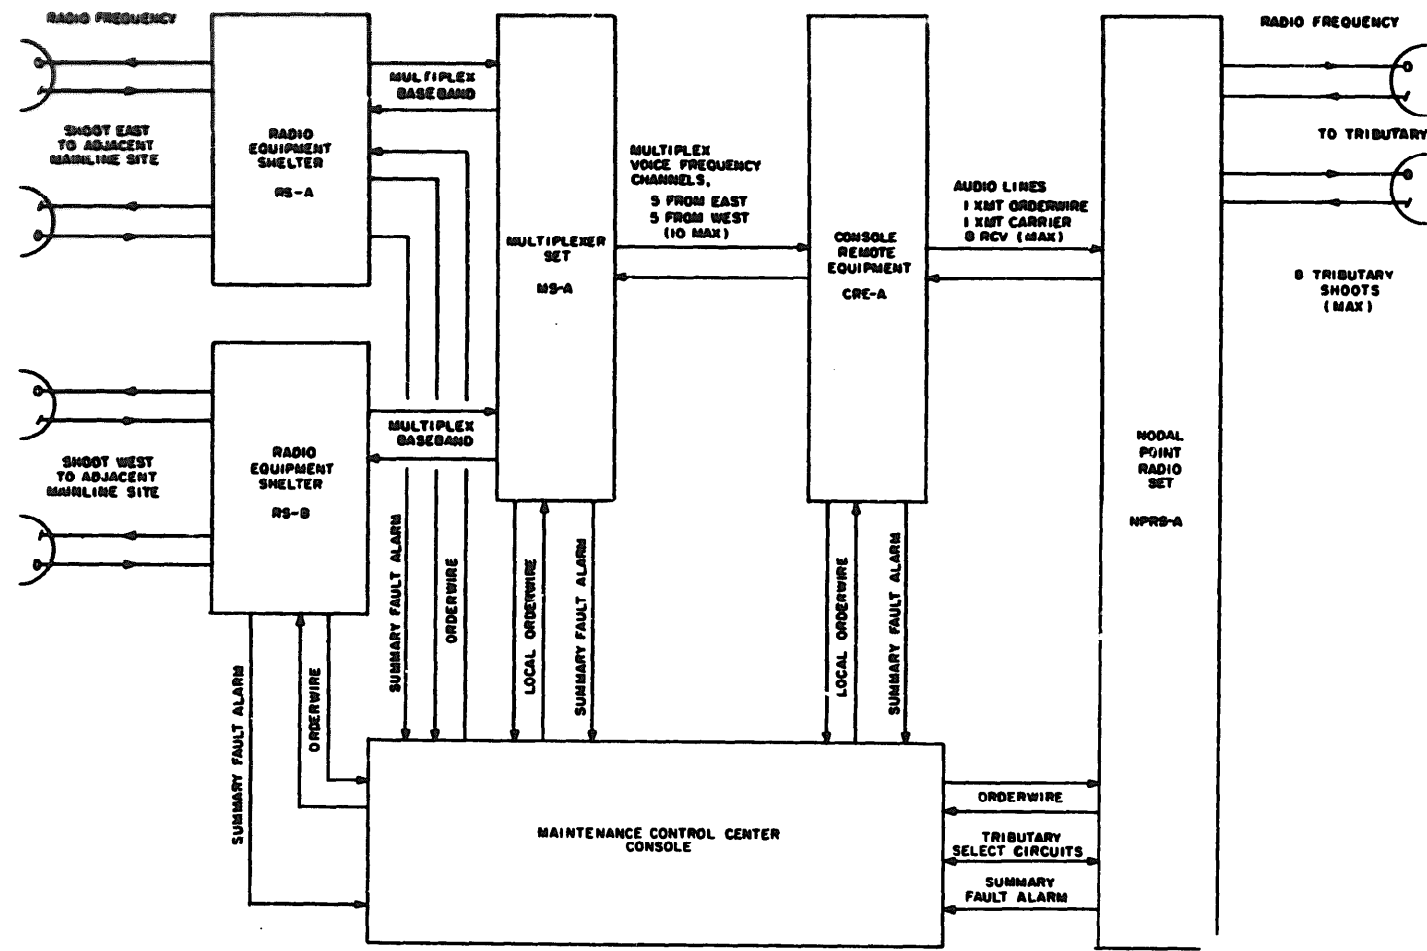 RADIO FREQUENCY
SHOOT EAST
TO ADJACENT
MAINLINE SITE
RADIO
EQUIPMENT
SHELTER
RS-A
MULTIPLEX
BASEBAND
MULTIPLEXER
SET
MS-A
MULTIPLEX
VOICE FREQUENCY
CHANNELS,
5 FROM EAST
5 FROM WEST
(10 MAX)
CONSOLE
REMOTE
EQUIPMENT
CRE-A
AUDIO LINES
1 XMT ORDERWIRE
1 XMT CARRIER
8 RCV (MAX)
RADIO FREQUENCY
TO TRIBUTARY
8 TRIBUTARY
SHOOTS
(MAX)
SHOOT WEST
TO ADJACENT
MAINLINE SITE
RADIO
EQUIPMENT
SHELTER
RS-B
MULTIPLEX
BASEBAND
NODAL
POINT
RADIO
SET
NPRS-A
SUMMARY FAULT ALARM
ORDERWIRE
SUMMARY FAULT ALARM
ORDERWIRE
LOCAL ORDERWIRE
SUMMARY FAULT ALARM
LOCAL ORDERWIRE
SUMMARY FAULT ALARM
MAINTENANCE CONTROL CENTER
CONSOLE
ORDERWIRE
TRIBUTARY
SELECT CIRCUITS
SUMMARY
FAULT ALARM